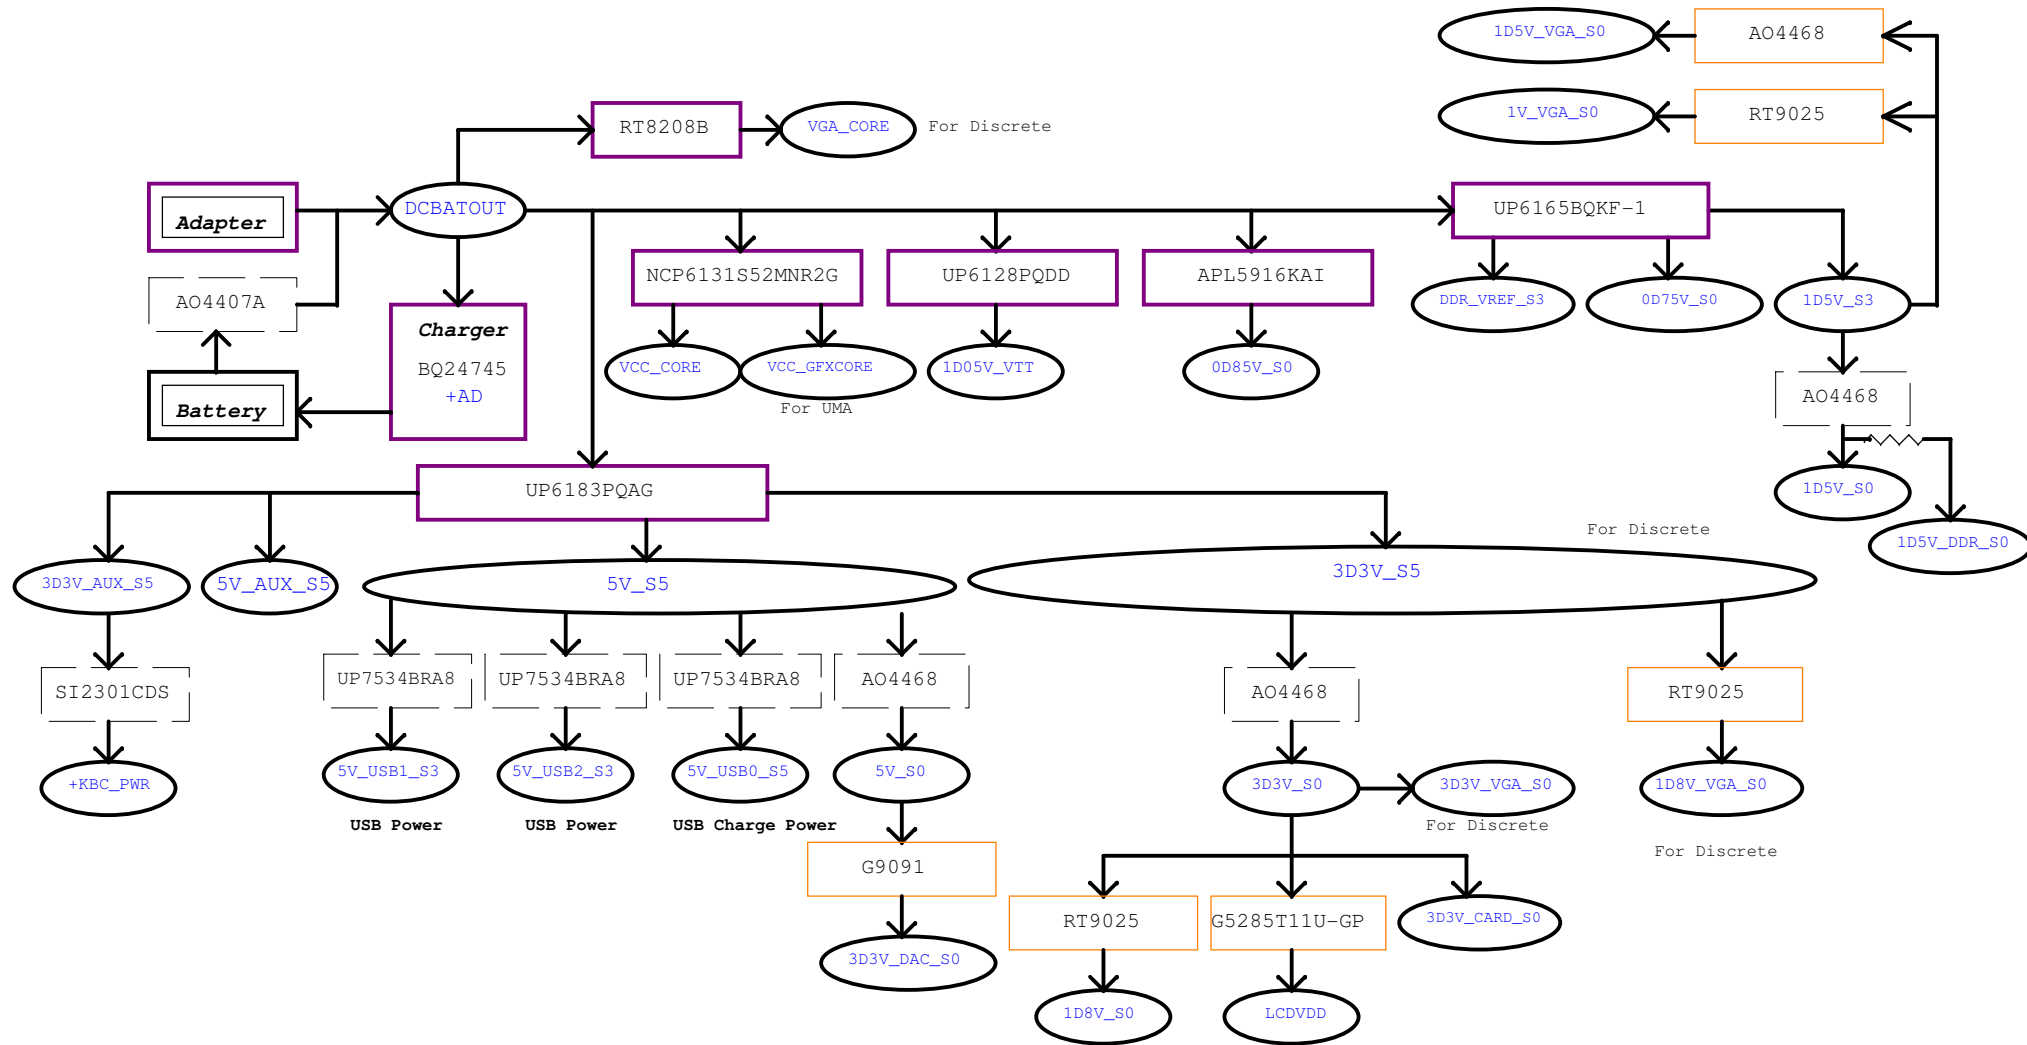 1D5V_VGA_S0
AO4468
1V_VGA_S0
RT9025
RT8208B
VGA_CORE
For Discrete
Adapter
DCBATOUT
UP6165BQKF-1
AO4407A
NCP6131S52MNR2G
UP6128PQDD
APL5916KAI
DDR_VREF_S3
0D75V_S0
1D5V_S3
Charger
BQ24745
+AD
Battery
VCC_CORE
VCC_GFXCORE
For UMA
1D05V_VTT
0D85V_S0
AO4468
1D5V_S0
1D5V_DDR_S0
UP6183PQAG
For Discrete
3D3V_AUX_S5
5V_AUX_S5
5V_S5
3D3V_S5
SI2301CDS
UP7534BRA8
UP7534BRA8
UP7534BRA8
AO4468
AO4468
RT9025
+KBC_PWR
5V_USB1_S3
5V_USB2_S3
5V_USB0_S5
5V_S0
3D3V_S0
3D3V_VGA_S0
1D8V_VGA_S0
USB Power
USB Power
USB Charge Power
For Discrete
For Discrete
G9091
RT9025
G5285T11U-GP
3D3V_CARD_S0
3D3V_DAC_S0
1D8V_S0
LCDVDD